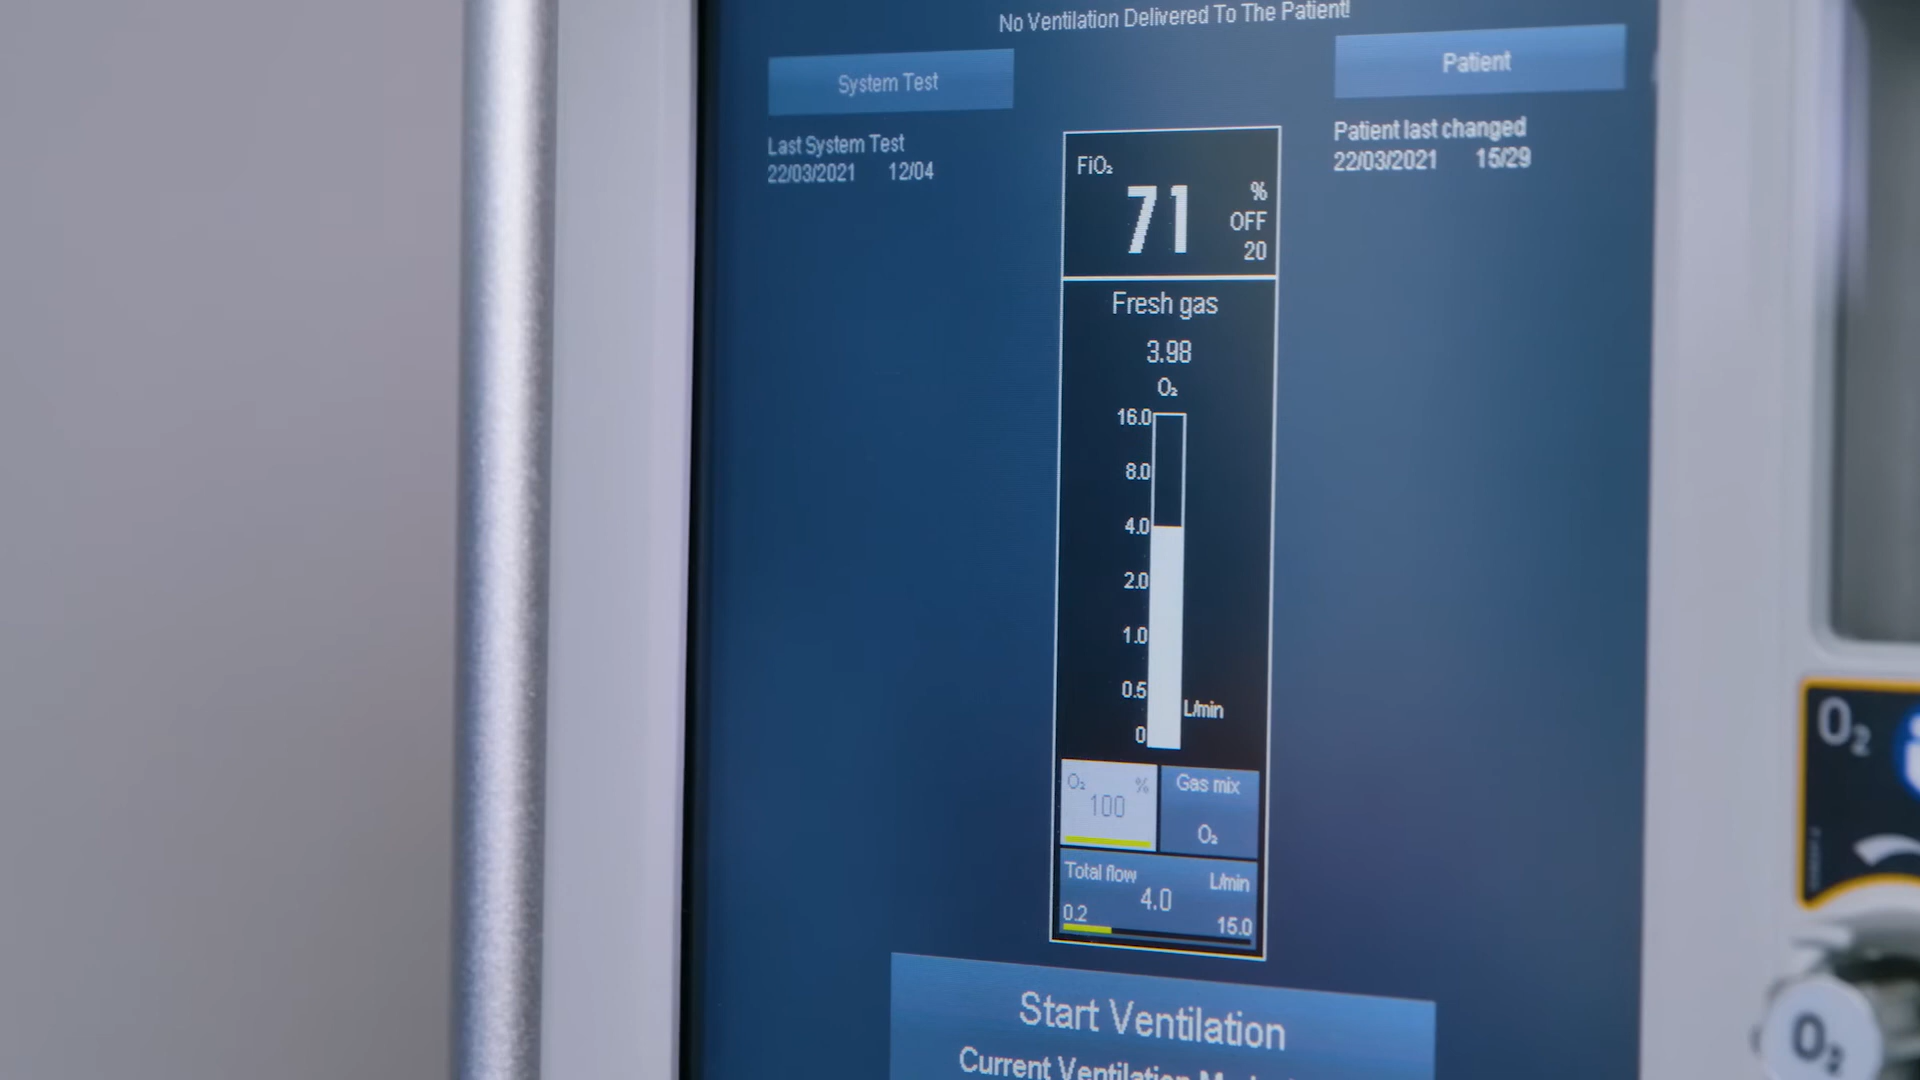 No Ventilation Delivered To The Patient!
System Test
Patient
Last System Test
22/03/2021 12/04
Patient last changed
22/03/2021 15/29
FiO₂
71
%
OFF
20
Fresh gas
3.98
O₂
16.0
8.0
4.0
2.0
1.0
0.5
0
L/min
O₂ %
100
Gas mix
O₂
Total flow L/min
4.0
0.2 15.0
Start Ventilation
Current Ventilation
O₂
O₂